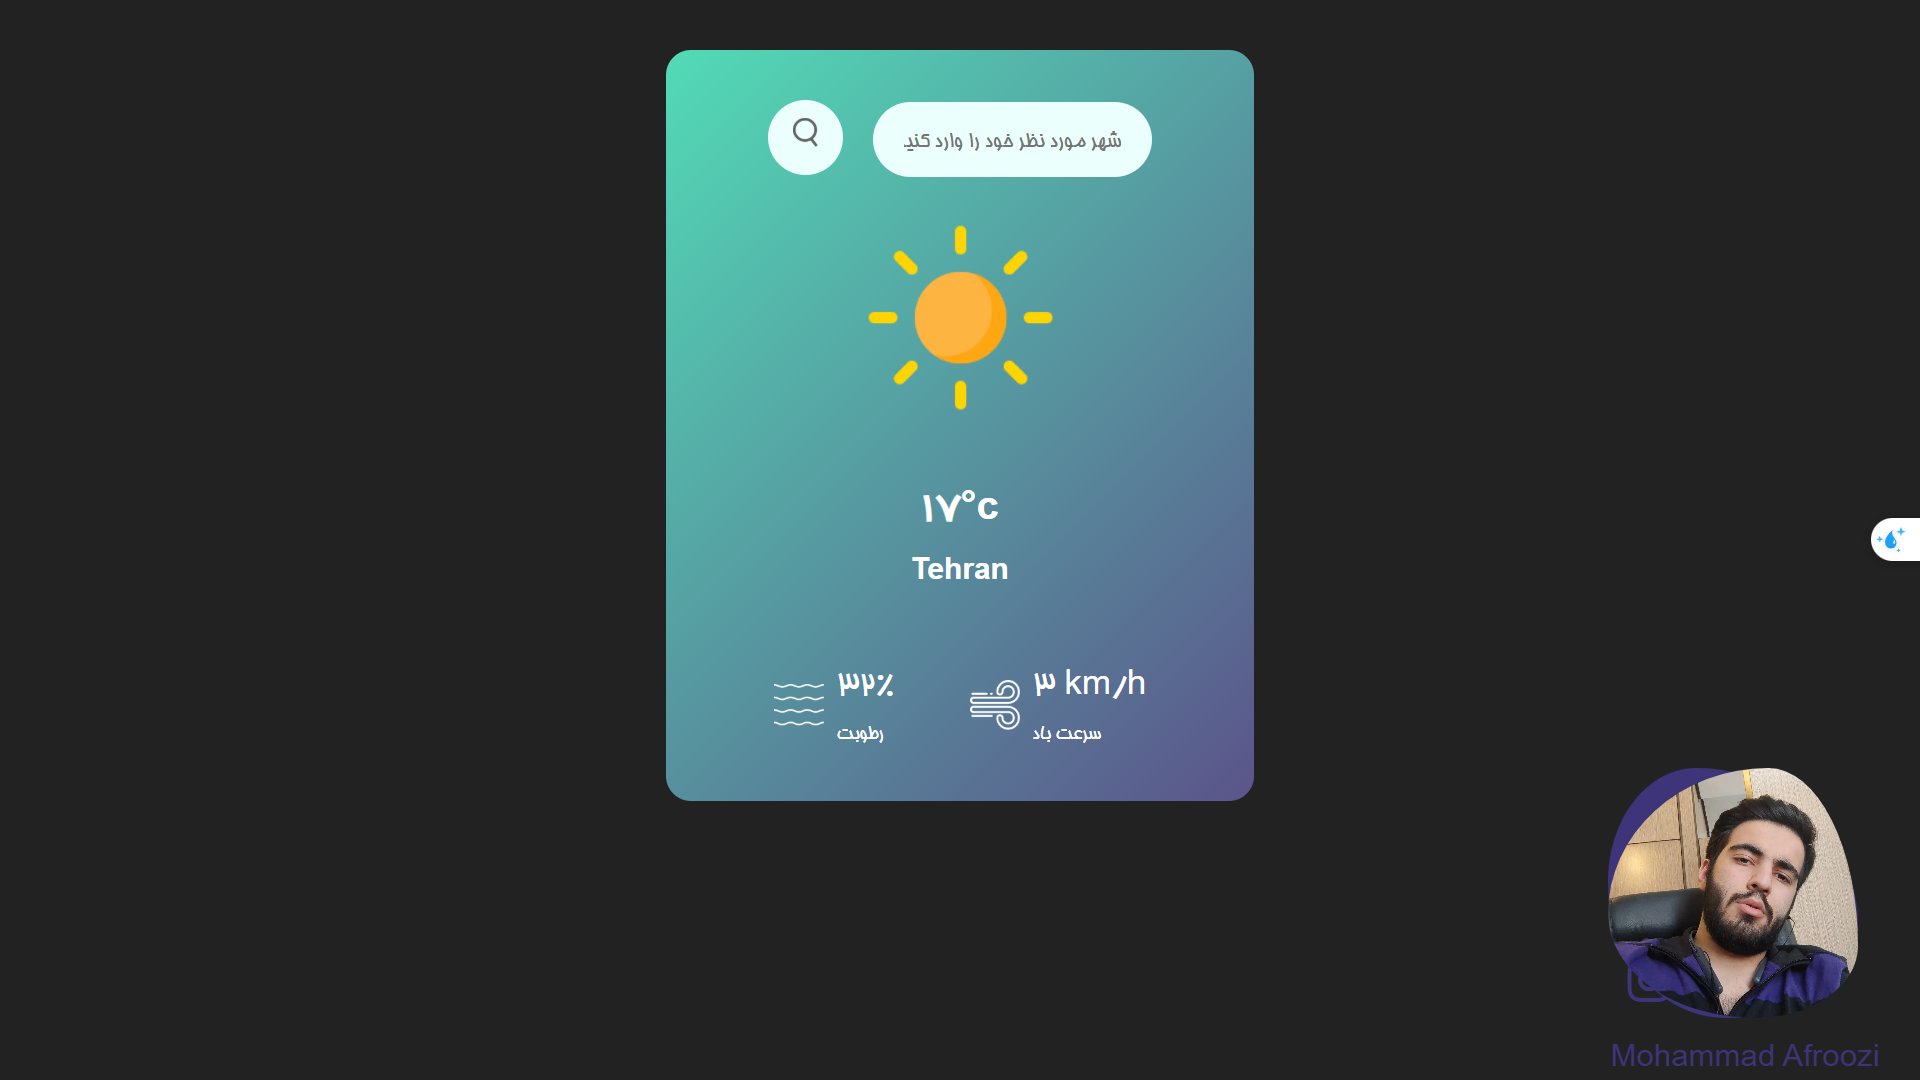 شهر مورد نظر خود را وارد کنید
۱۷°c
Tehran
۳۲٪
رطوبت
۳ km/h
سرعت باد
Mohammad Afroozi